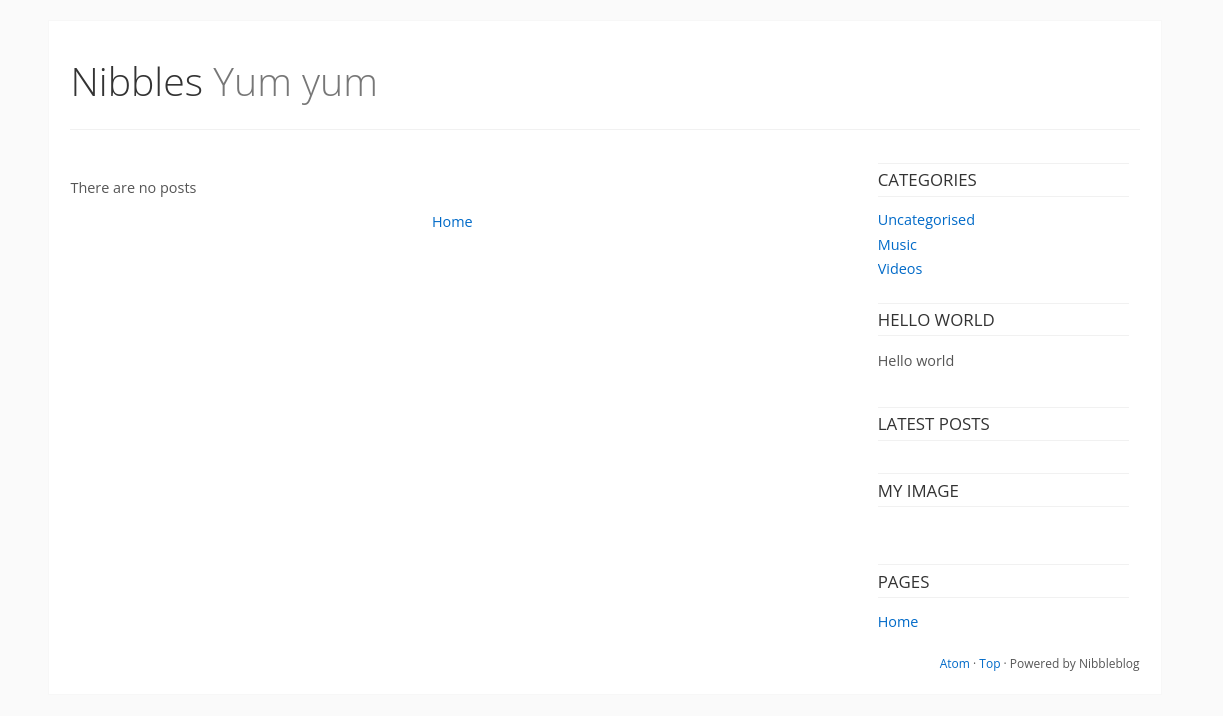 Nibbles Yum yum
There are no posts
Home
CATEGORIES
Uncategorised
Music
Videos
HELLO WORLD
Hello world
LATEST POSTS
MY IMAGE
PAGES
Home
Atom · Top · Powered by Nibbleblog